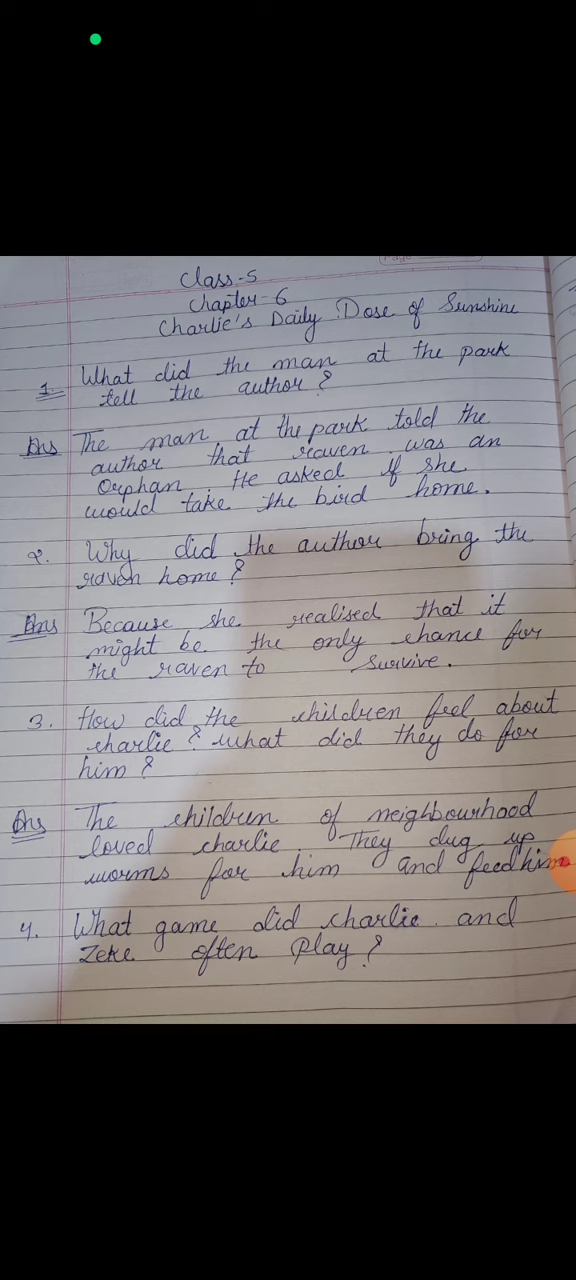 Class-5
Chapter-6
Charlie's Daily Dose of Sunshine
1. What did the man at the park
tell the author?
Ans The man at the park told the
author that raven was an
Orphan. He asked if she
would take the bird home.
2. Why did the author bring the
raven home?
Ans Because she realised that it
might be the only chance for
the raven to survive.
3. How did the children feel about
charlie? what did they do for
him?
Ans The children of neighbourhood
loved charlie. They dug up
worms for him and feed him
4. What game did charlie and
Zeke often play?